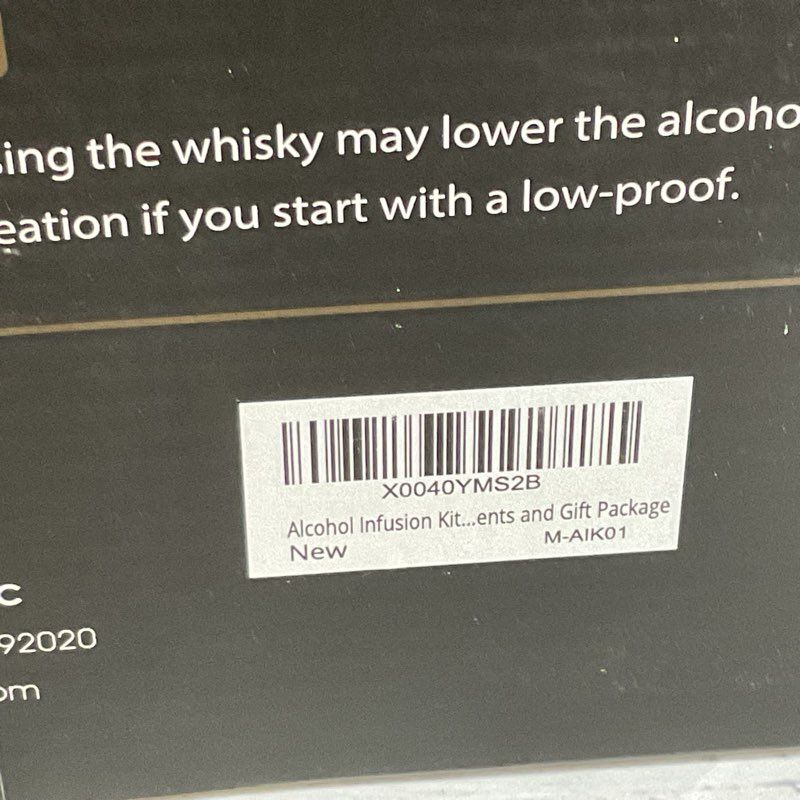 ing the whisky may lower the alcoho
eation if you start with a low-proof.
X0040YMS2B
Alcohol Infusion Kit...ents and Gift Package
New M-AIK01
C
92020
om